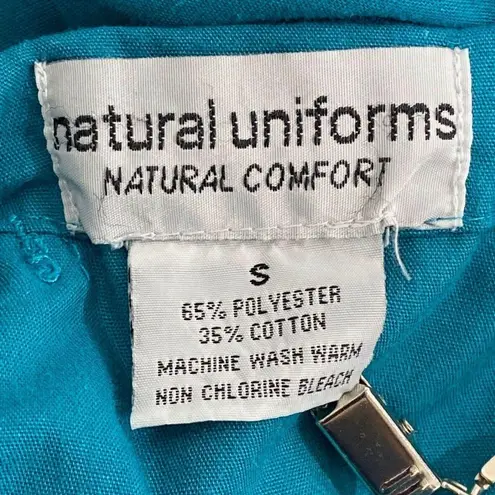 natural uniforms
NATURAL COMFORT
S
65% POLYESTER
35% COTTON
MACHINE WASH WARM
NON CHLORINE BLEACH